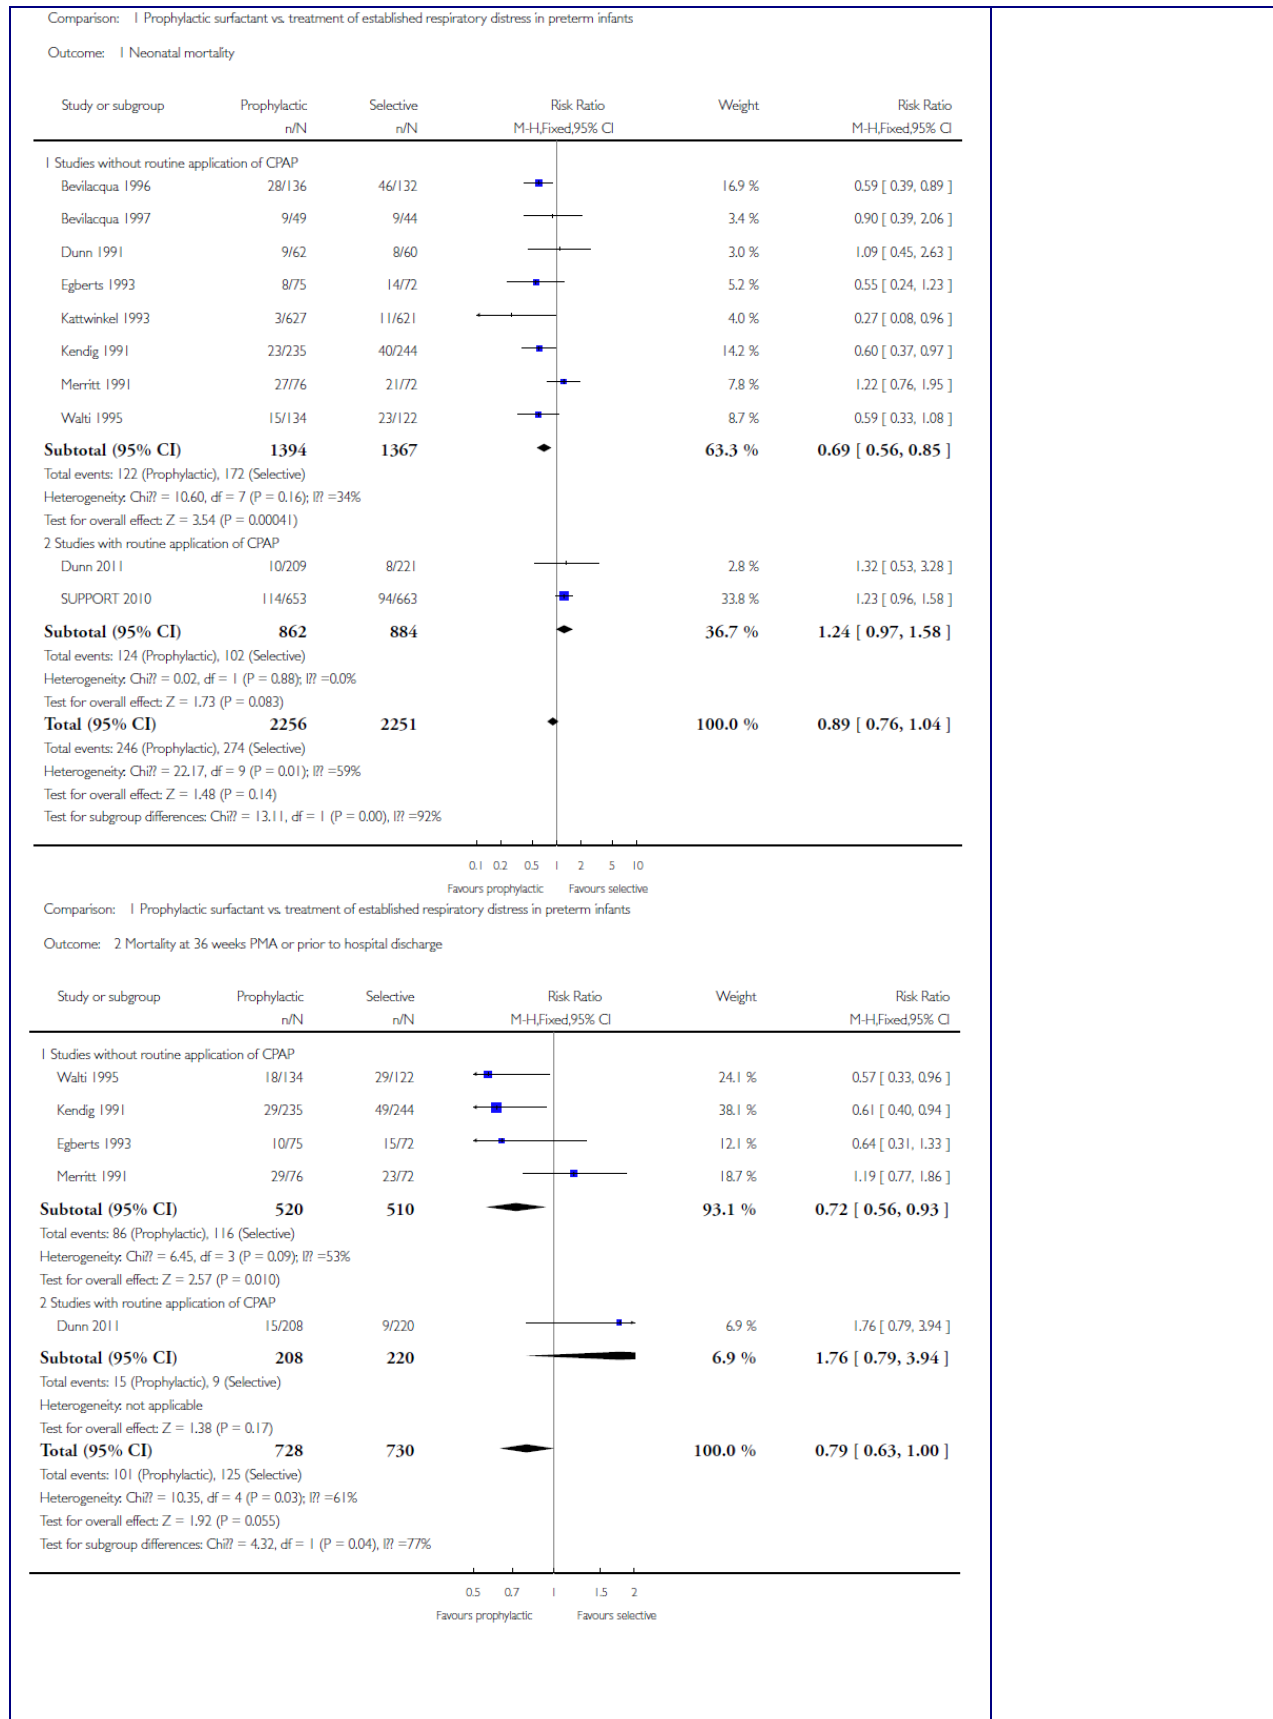 Comparison: 1 Prophylactic surfactant vs. treatment of established respiratory distress in preterm infants
Outcome: 1 Neonatal mortality
Study or subgroup Prophylactic Selective Risk Ratio Weight Risk Ratio
n/N n/N M-H,Fixed,95% CI M-H,Fixed,95% CI
1 Studies without routine application of CPAP
Bevilacqua 1996 28/136 46/132 16.9 % 0.59 [ 0.39, 0.89 ]
Bevilacqua 1997 9/49 9/44 3.4 % 0.90 [ 0.39, 2.06 ]
Dunn 1991 9/62 8/60 3.0 % 1.09 [ 0.45, 2.63 ]
Egberts 1993 8/75 14/72 5.2 % 0.55 [ 0.24, 1.23 ]
Kattwinkel 1993 3/627 11/621 4.0 % 0.27 [ 0.08, 0.96 ]
Kendig 1991 23/235 40/244 14.2 % 0.60 [ 0.37, 0.97 ]
Merritt 1991 27/76 21/72 7.8 % 1.22 [ 0.76, 1.95 ]
Walti 1995 15/134 23/122 8.7 % 0.59 [ 0.33, 1.08 ]
Subtotal (95% CI) 1394 1367 63.3 % 0.69 [ 0.56, 0.85 ]
Total events: 122 (Prophylactic), 172 (Selective)
Heterogeneity: Chi?? = 10.60, df = 7 (P = 0.16); I?? =34%
Test for overall effect: Z = 3.54 (P = 0.00041)
2 Studies with routine application of CPAP
Dunn 2011 10/209 8/221 2.8 % 1.32 [ 0.53, 3.28 ]
SUPPORT 2010 114/653 94/663 33.8 % 1.23 [ 0.96, 1.58 ]
Subtotal (95% CI) 862 884 36.7 % 1.24 [ 0.97, 1.58 ]
Total events: 124 (Prophylactic), 102 (Selective)
Heterogeneity: Chi?? = 0.02, df = 1 (P = 0.88); I?? =0.0%
Test for overall effect: Z = 1.73 (P = 0.083)
Total (95% CI) 2256 2251 100.0 % 0.89 [ 0.76, 1.04 ]
Total events: 246 (Prophylactic), 274 (Selective)
Heterogeneity: Chi?? = 22.17, df = 9 (P = 0.01); I?? =59%
Test for overall effect: Z = 1.48 (P = 0.14)
Test for subgroup differences: Chi?? = 13.11, df = 1 (P = 0.00), I?? =92%
0.1 0.2 0.5 1 2 5 10
Favours prophylactic Favours selective
Comparison: 1 Prophylactic surfactant vs. treatment of established respiratory distress in preterm infants
Outcome: 2 Mortality at 36 weeks PMA or prior to hospital discharge
Study or subgroup Prophylactic Selective Risk Ratio Weight Risk Ratio
n/N n/N M-H,Fixed,95% CI M-H,Fixed,95% CI
1 Studies without routine application of CPAP
Walti 1995 18/134 29/122 24.1 % 0.57 [ 0.33, 0.96 ]
Kendig 1991 29/235 49/244 38.1 % 0.61 [ 0.40, 0.94 ]
Egberts 1993 10/75 15/72 12.1 % 0.64 [ 0.31, 1.33 ]
Merritt 1991 29/76 23/72 18.7 % 1.19 [ 0.77, 1.86 ]
Subtotal (95% CI) 520 510 93.1 % 0.72 [ 0.56, 0.93 ]
Total events: 86 (Prophylactic), 116 (Selective)
Heterogeneity: Chi?? = 6.45, df = 3 (P = 0.09); I?? =53%
Test for overall effect: Z = 2.57 (P = 0.010)
2 Studies with routine application of CPAP
Dunn 2011 15/208 9/220 6.9 % 1.76 [ 0.79, 3.94 ]
Subtotal (95% CI) 208 220 6.9 % 1.76 [ 0.79, 3.94 ]
Total events: 15 (Prophylactic), 9 (Selective)
Heterogeneity: not applicable
Test for overall effect: Z = 1.38 (P = 0.17)
Total (95% CI) 728 730 100.0 % 0.79 [ 0.63, 1.00 ]
Total events: 101 (Prophylactic), 125 (Selective)
Heterogeneity: Chi?? = 10.35, df = 4 (P = 0.03); I?? =61%
Test for overall effect: Z = 1.92 (P = 0.055)
Test for subgroup differences: Chi?? = 4.32, df = 1 (P = 0.04), I?? =77%
0.5 0.7 1 1.5 2
Favours prophylactic Favours selective